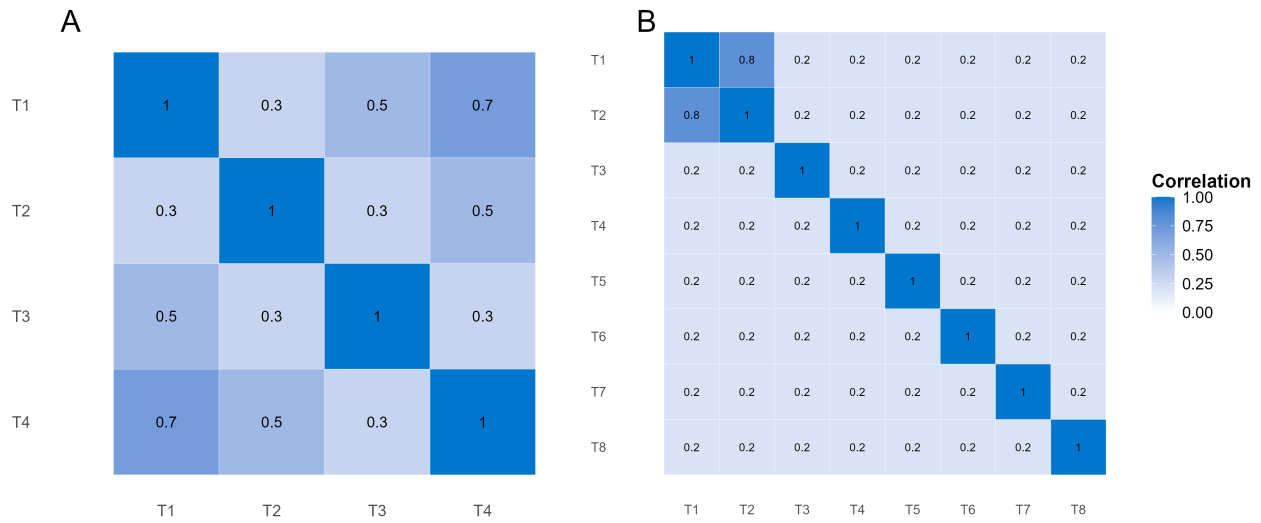 A
T1 1 0.3 0.5 0.7
T2 0.3 1 0.3 0.5
T3 0.5 0.3 1 0.3
T4 0.7 0.5 0.3 1
T1 T2 T3 T4
B
T1 1 0.8 0.2 0.2 0.2 0.2 0.2 0.2
T2 0.8 1 0.2 0.2 0.2 0.2 0.2 0.2
T3 0.2 0.2 1 0.2 0.2 0.2 0.2 0.2
T4 0.2 0.2 0.2 1 0.2 0.2 0.2 0.2
T5 0.2 0.2 0.2 0.2 1 0.2 0.2 0.2
T6 0.2 0.2 0.2 0.2 0.2 1 0.2 0.2
T7 0.2 0.2 0.2 0.2 0.2 0.2 1 0.2
T8 0.2 0.2 0.2 0.2 0.2 0.2 0.2 1
T1 T2 T3 T4 T5 T6 T7 T8
Correlation
1.00
0.75
0.50
0.25
0.00